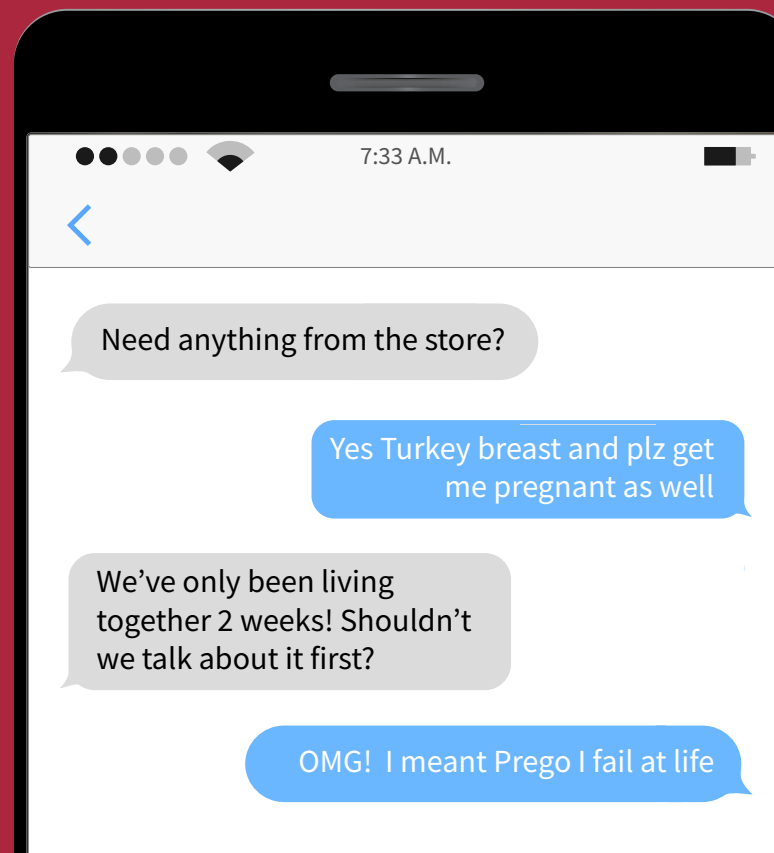 7:33 A.M.
Need anything from the store?
Yes Turkey breast and plz get
me pregnant as well
We’ve only been living
together 2 weeks! Shouldn’t
we talk about it first?
OMG!  I meant Prego I fail at life